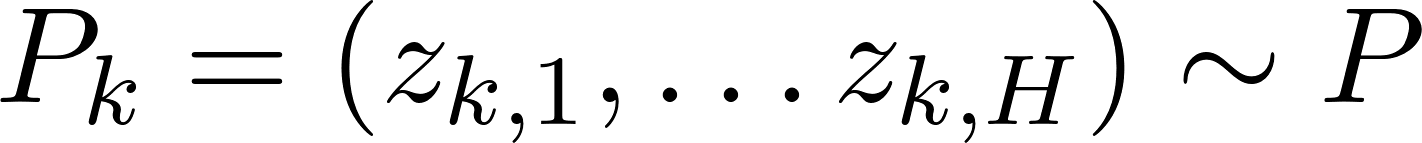 P_k = (z_{k,1}, . . . z_{k,H}) ∼ P